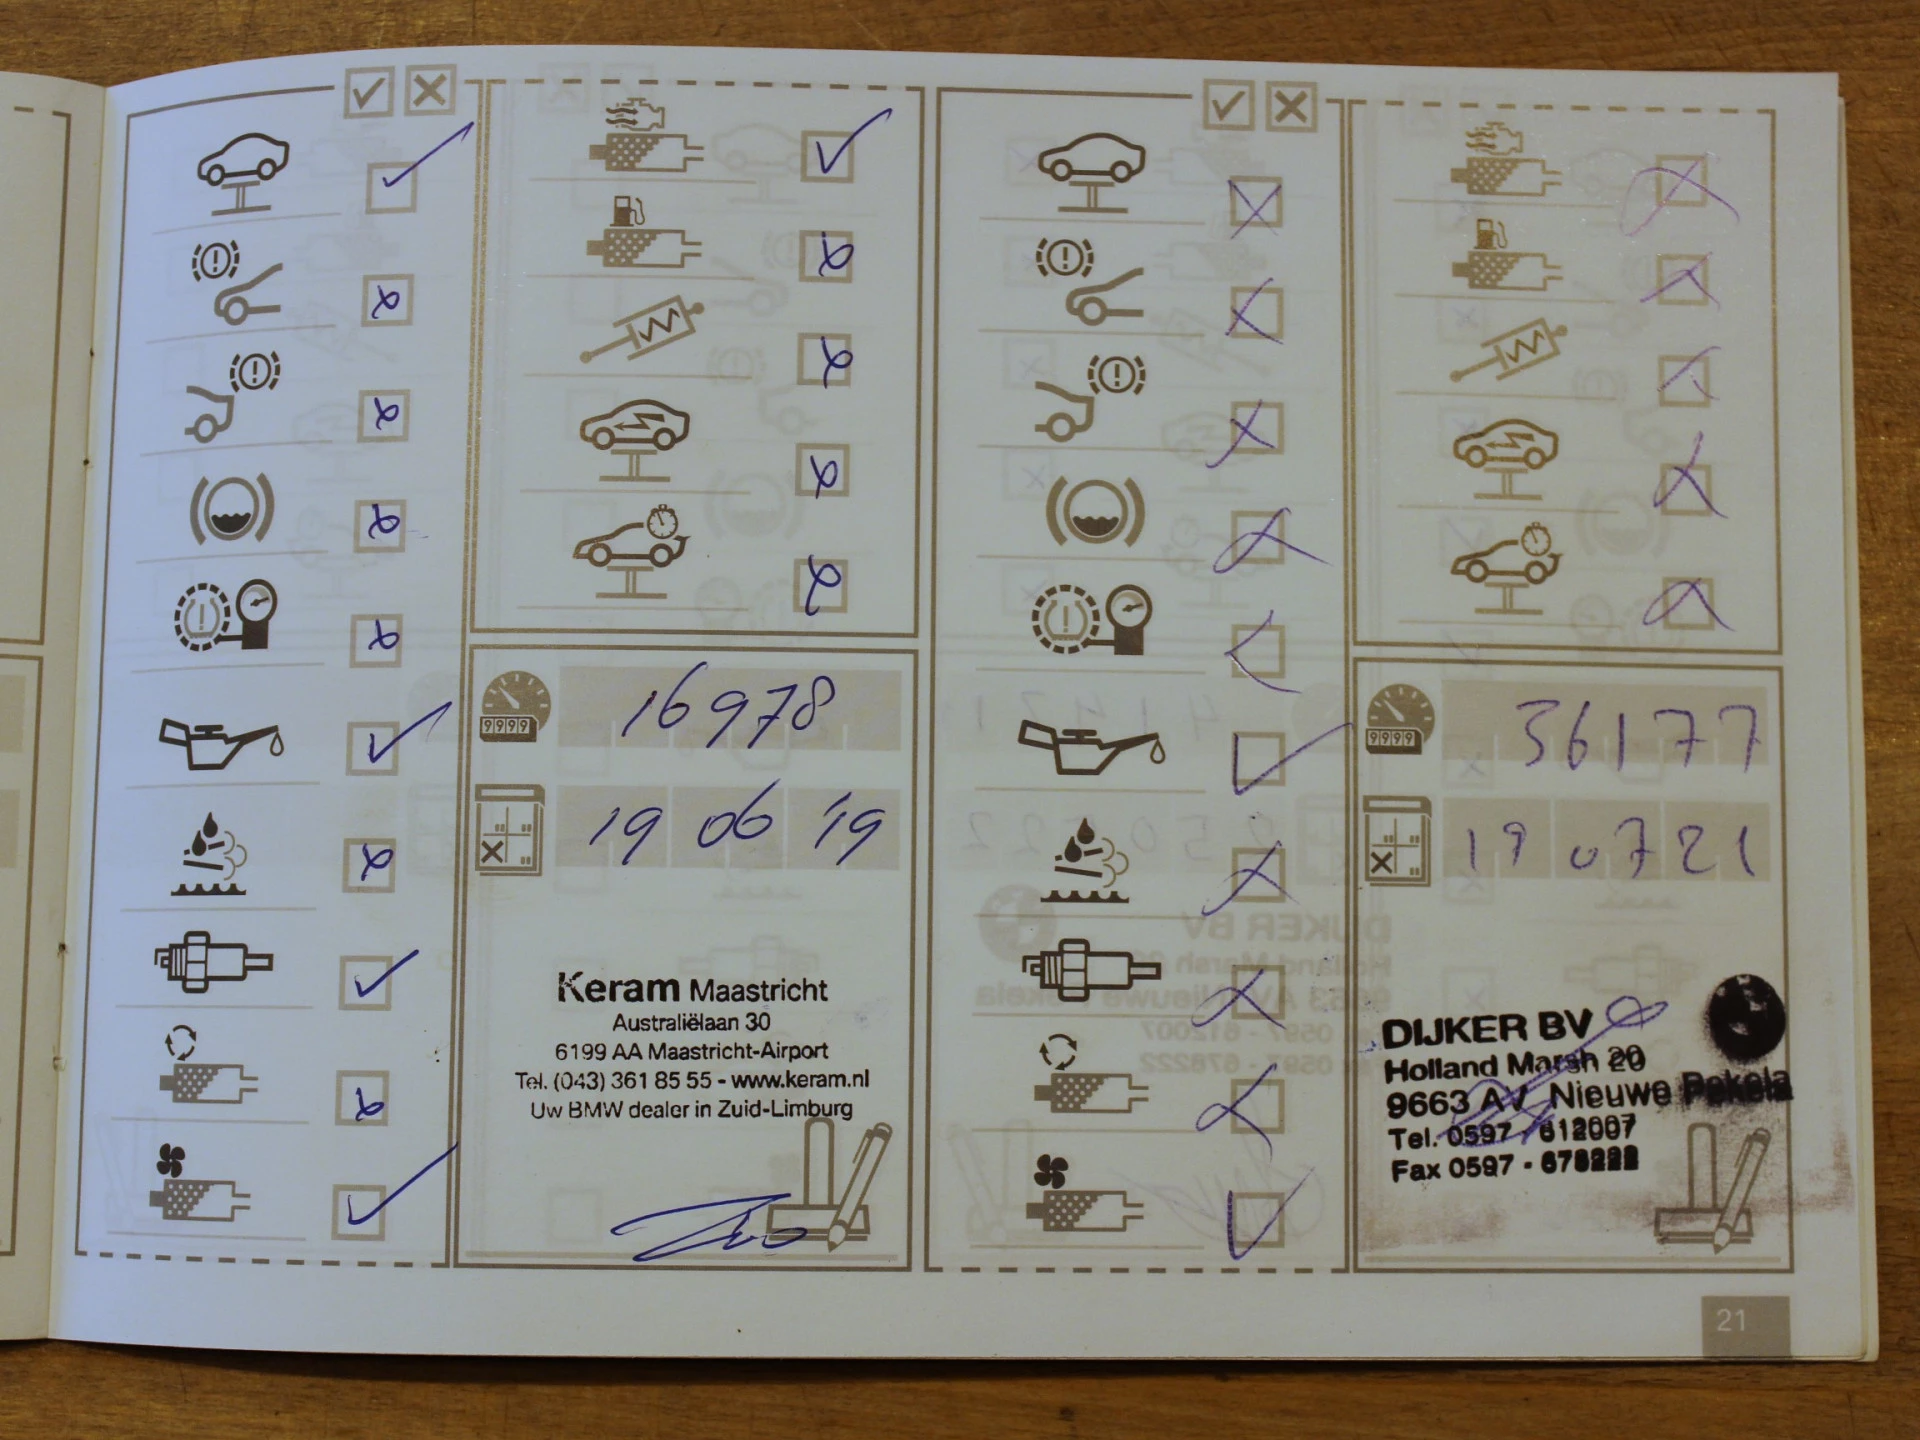 9999
16978
19 06 '19
Keram Maastricht
Australiëlaan 30
6199 AA Maastricht-Airport
Tel. (043) 361 85 55 - www.keram.nl
Uw BMW dealer in Zuid-Limburg
9999
36177
19 07 21
DIJKER BV
Holland Marsh 20
9663 AV Nieuwe Pekela
Tel. 0597 - 612007
Fax 0597 - 678222
21